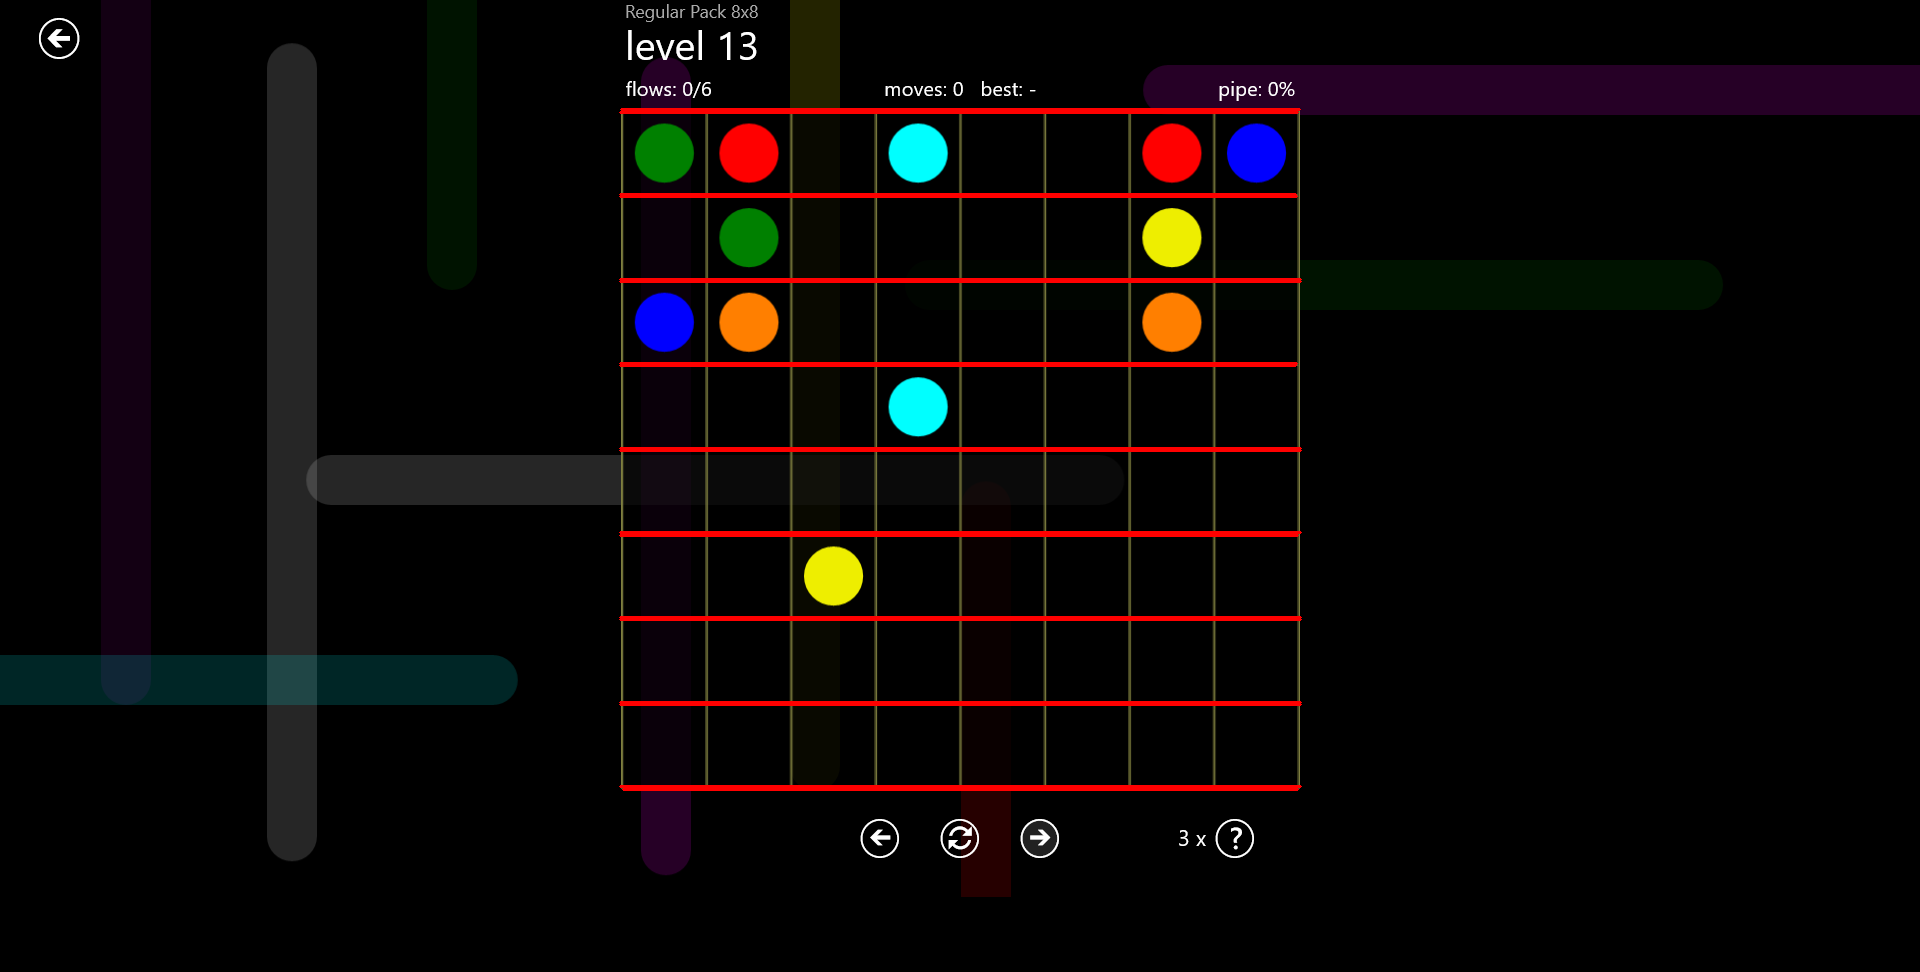 Regular Pack 8x8
level 13
flows: 0/6 moves: 0 best: - pipe: 0%
3 x ?